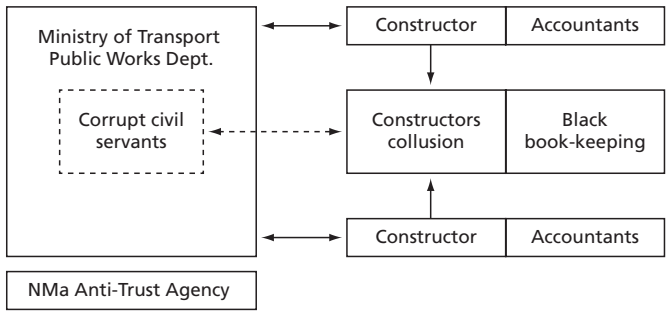 Ministry of Transport
Public Works Dept.
Corrupt civil
servants
Constructor
Accountants
Constructors
collusion
Black
book-keeping
Constructor
Accountants
NMa Anti-Trust Agency